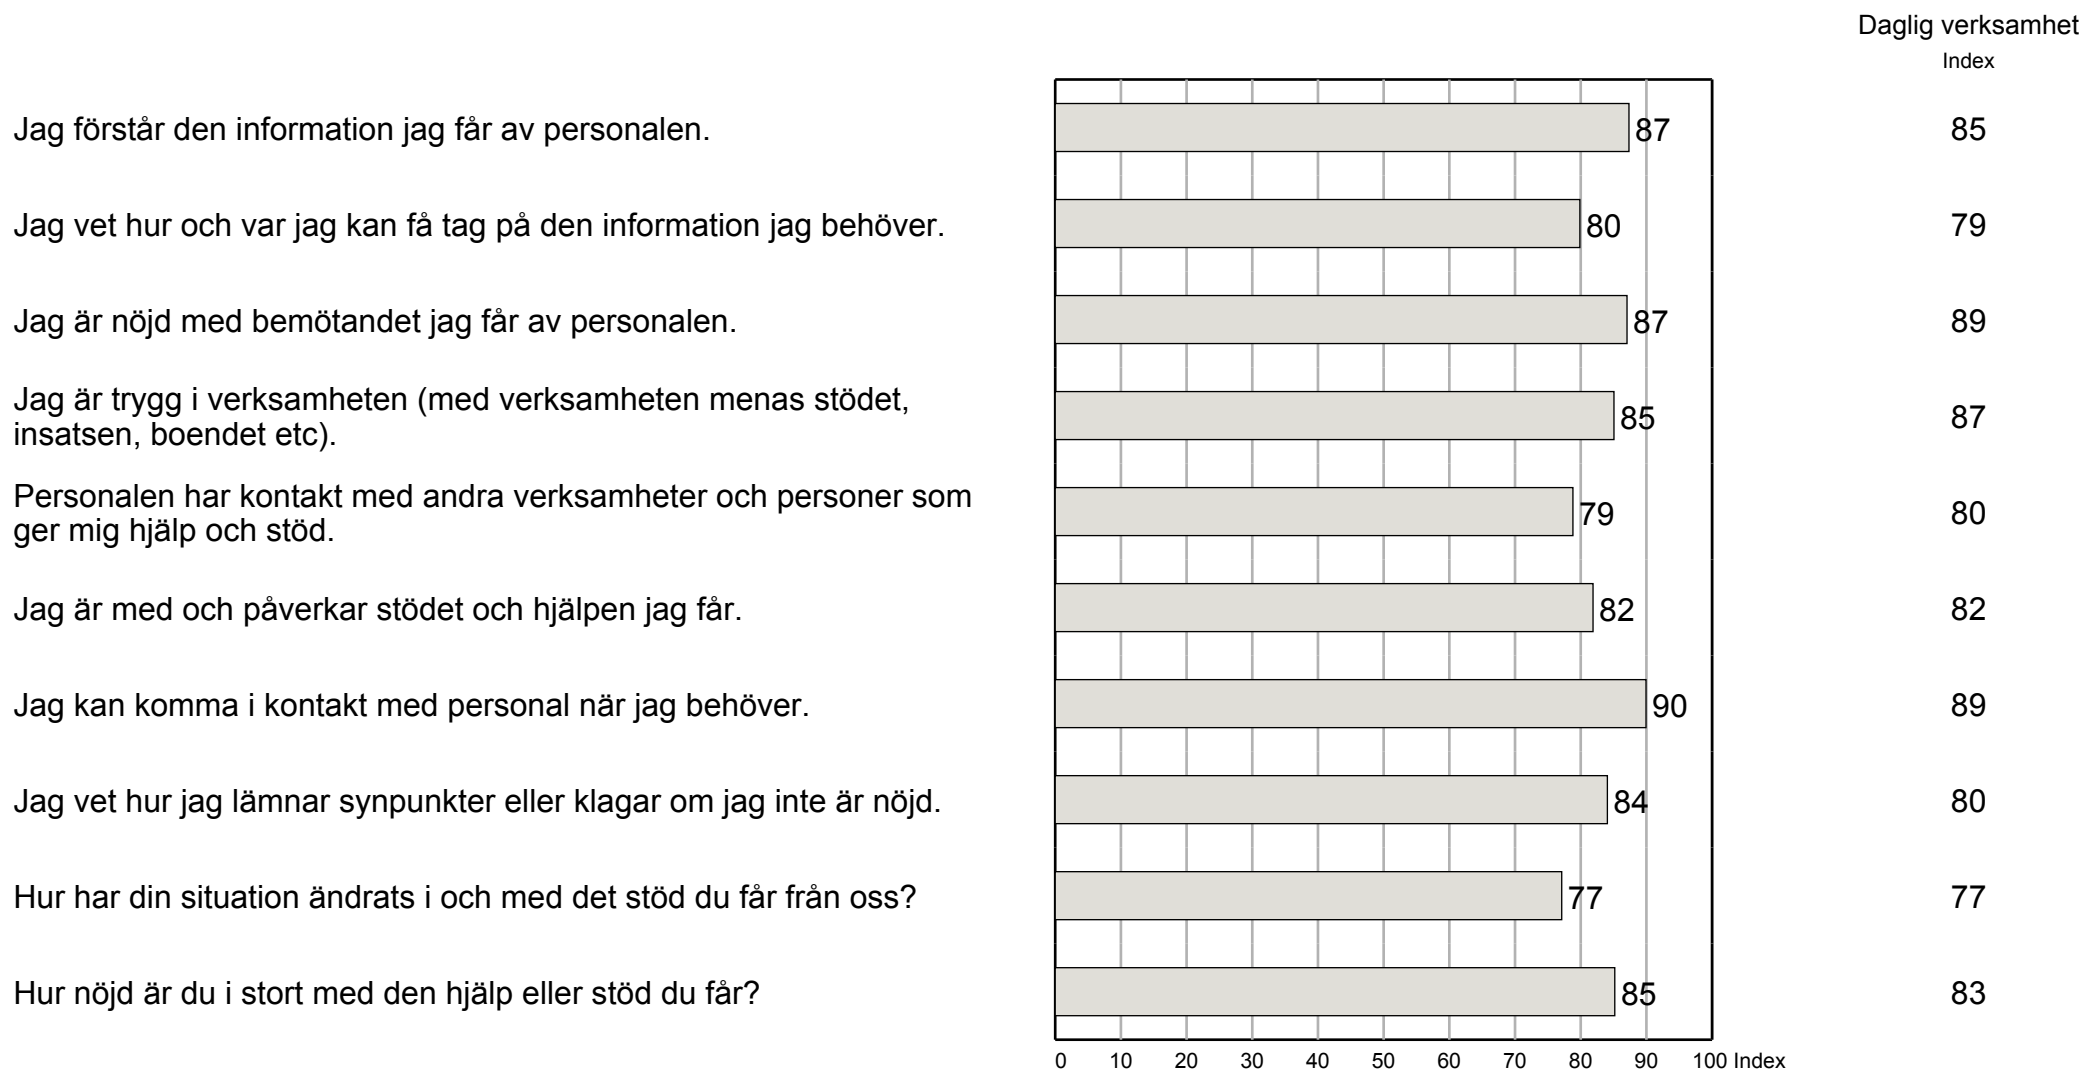 Daglig verksamhet
Index
Jag förstår den information jag får av personalen.
87
85
Jag vet hur och var jag kan få tag på den information jag behöver.
80
79
Jag är nöjd med bemötandet jag får av personalen.
87
89
Jag är trygg i verksamheten (med verksamheten menas stödet,
insatsen, boendet etc).
85
87
Personalen har kontakt med andra verksamheter och personer som
ger mig hjälp och stöd.
79
80
Jag är med och påverkar stödet och hjälpen jag får.
82
82
Jag kan komma i kontakt med personal när jag behöver.
90
89
Jag vet hur jag lämnar synpunkter eller klagar om jag inte är nöjd.
84
80
Hur har din situation ändrats i och med det stöd du får från oss?
77
77
Hur nöjd är du i stort med den hjälp eller stöd du får?
85
83
0 10 20 30 40 50 60 70 80 90 100 Index